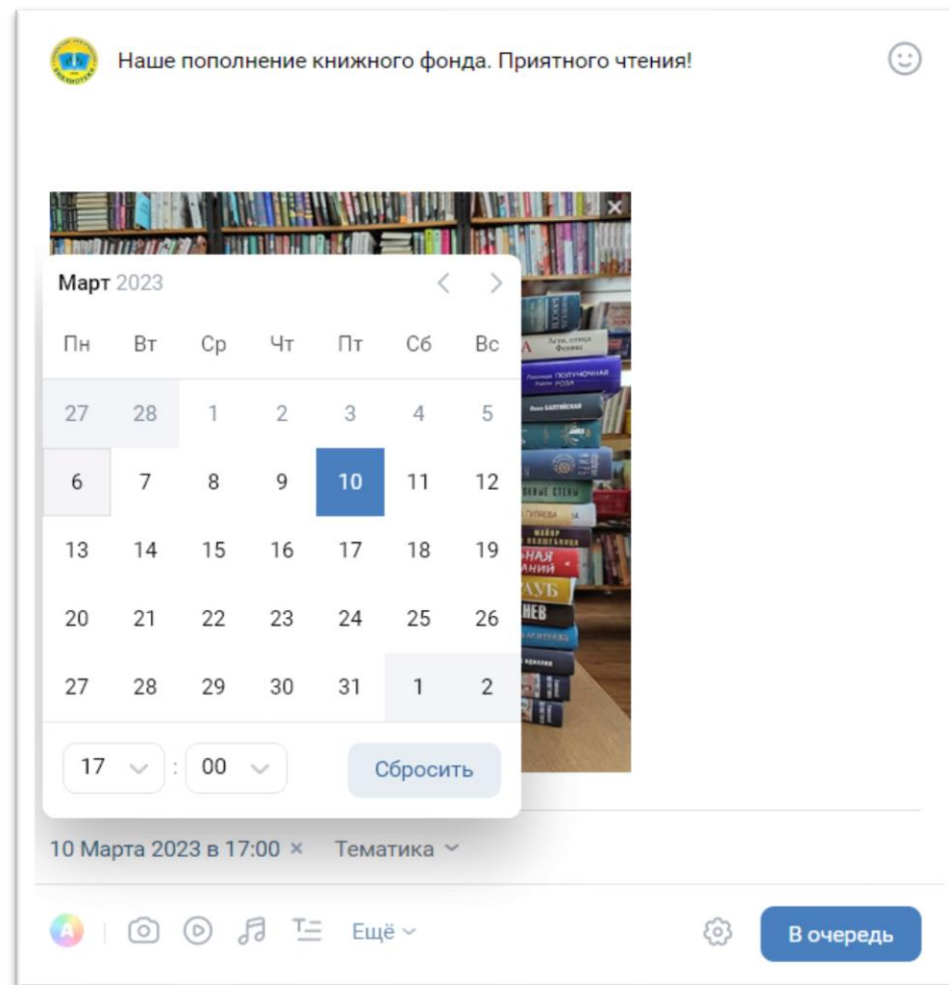 Наше пополнение книжного фонда. Приятного чтения!
Март 2023
Пн Вт Ср Чт Пт Сб Вс
27 28 1 2 3 4 5
6 7 8 9 10 11 12
13 14 15 16 17 18 19
20 21 22 23 24 25 26
27 28 29 30 31 1 2
17 : 00 Сбросить
10 Марта 2023 в 17:00 × Тематика
Ещё
В очередь